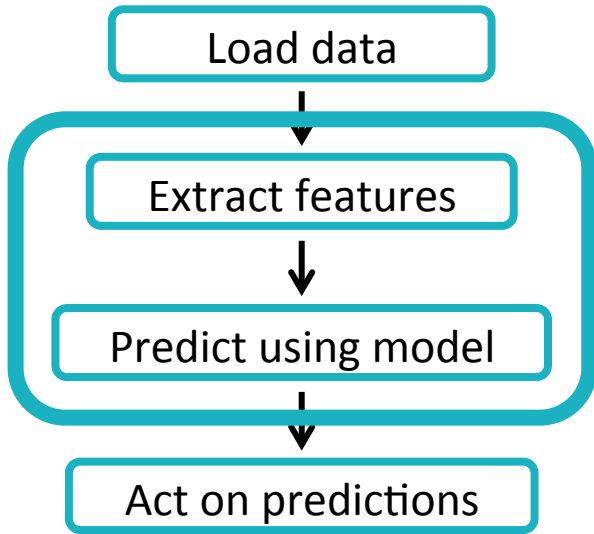 Load data
Extract features
Predict using model
Act on predictions